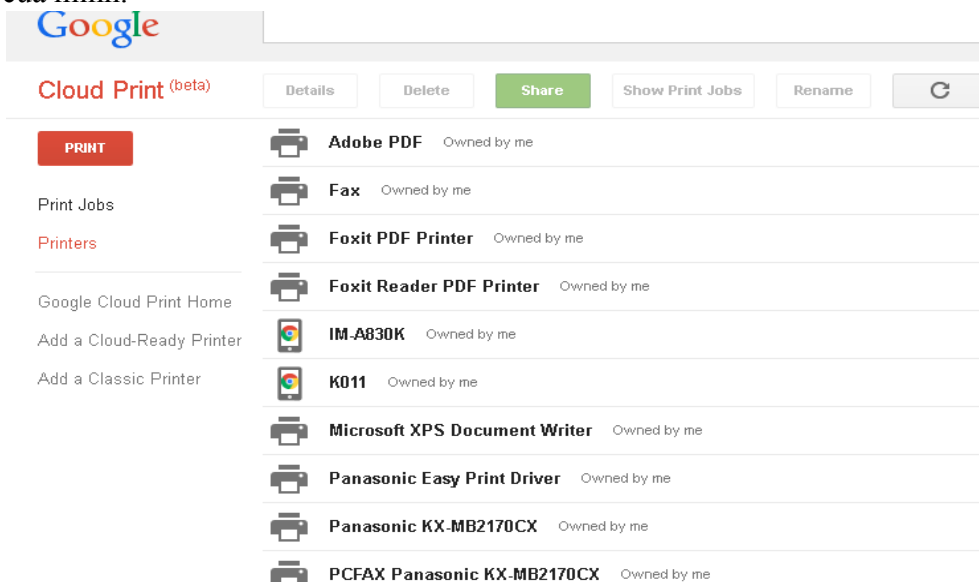 Google
Cloud Print (beta)
Details Delete Share Show Print Jobs Rename
PRINT
Print Jobs
Printers
Google Cloud Print Home
Add a Cloud-Ready Printer
Add a Classic Printer
Adobe PDF Owned by me
Fax Owned by me
Foxit PDF Printer Owned by me
Foxit Reader PDF Printer Owned by me
IM-A830K Owned by me
K011 Owned by me
Microsoft XPS Document Writer Owned by me
Panasonic Easy Print Driver Owned by me
Panasonic KX-MB2170CX Owned by me
PCFAX Panasonic KX-MB2170CX Owned by me